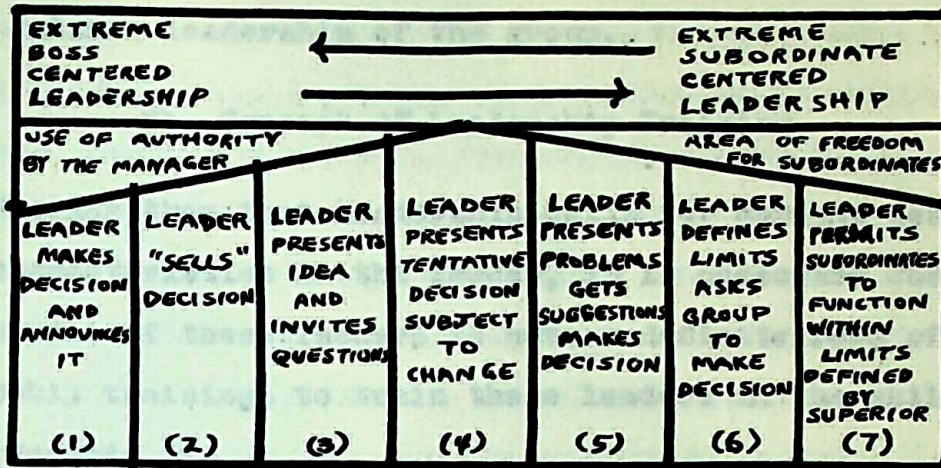 EXTREME
BOSS
CENTERED
LEADERSHIP
EXTREME
SUBORDINATE
CENTERED
LEADERSHIP
USE OF AUTHORITY
BY THE MANAGER
AREA OF FREEDOM
FOR SUBORDINATES
LEADER
MAKES
DECISION
AND
ANNOUNCES
IT
(1)
LEADER
"SELLS"
DECISION
(2)
LEADER
PRESENTS
IDEA
AND
INVITES
QUESTIONS
(3)
LEADER
PRESENTS
TENTATIVE
DECISION
SUBJECT
TO
CHANGE
(4)
LEADER
PRESENTS
PROBLEMS
GETS
SUGGESTIONS
MAKES
DECISION
(5)
LEADER
DEFINES
LIMITS
ASKS
GROUP
TO
MAKE
DECISION
(6)
LEADER
PERMITS
SUBORDINATES
TO
FUNCTION
WITHIN
LIMITS
DEFINED
BY
SUPERIOR
(7)